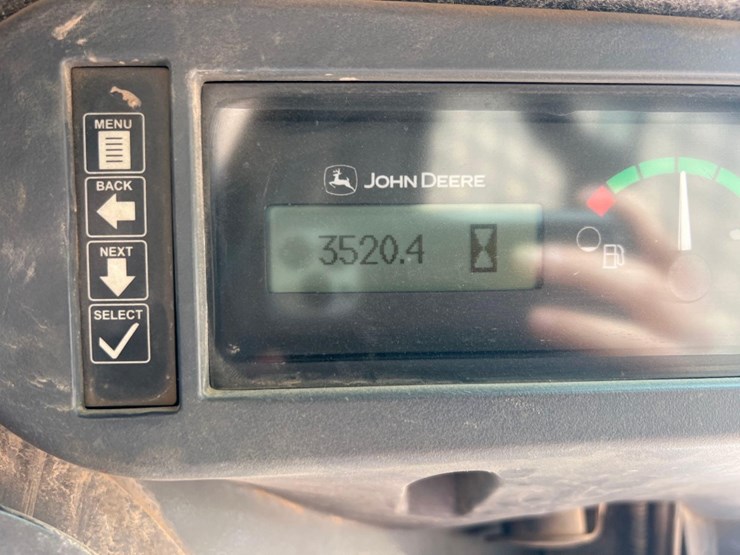 MENU
BACK
NEXT
SELECT
JOHN DEERE
3520.4